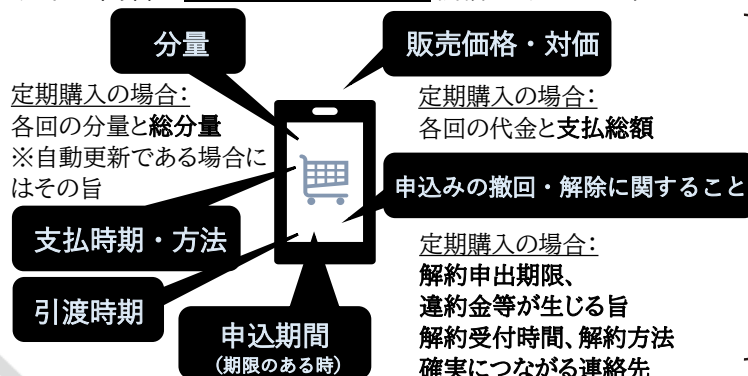 分量
販売価格・対価
定期購入の場合：
各回の分量と総分量
※自動更新である場合に
はその旨
定期購入の場合：
各回の代金と支払総額
申込みの撤回・解除に関すること
支払時期・方法
定期購入の場合：
解約申出期限、
違約金等が生じる旨
解約受付時間、解約方法
確実につながる連絡先
引渡時期
申込期間
(期限のある時)